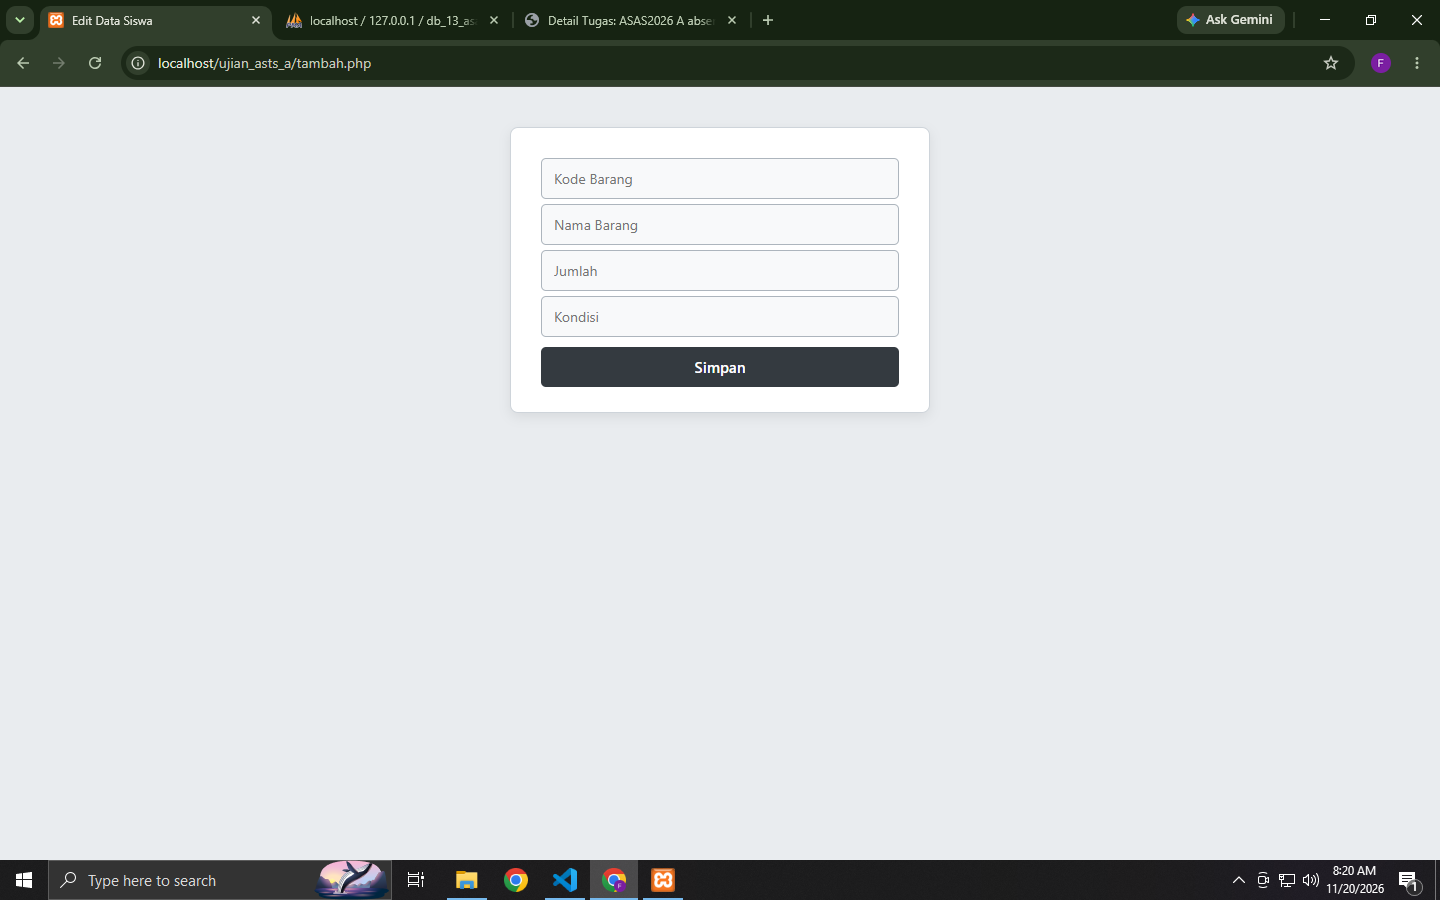 Edit Data Siswa
localhost / 127.0.0.1 / db_13_as
Detail Tugas: ASAS2026 A abse
Ask Gemini
localhost/ujian_asts_a/tambah.php
F
Kode Barang
Nama Barang
Jumlah
Kondisi
Simpan
Type here to search
8:20 AM
11/20/2026
1